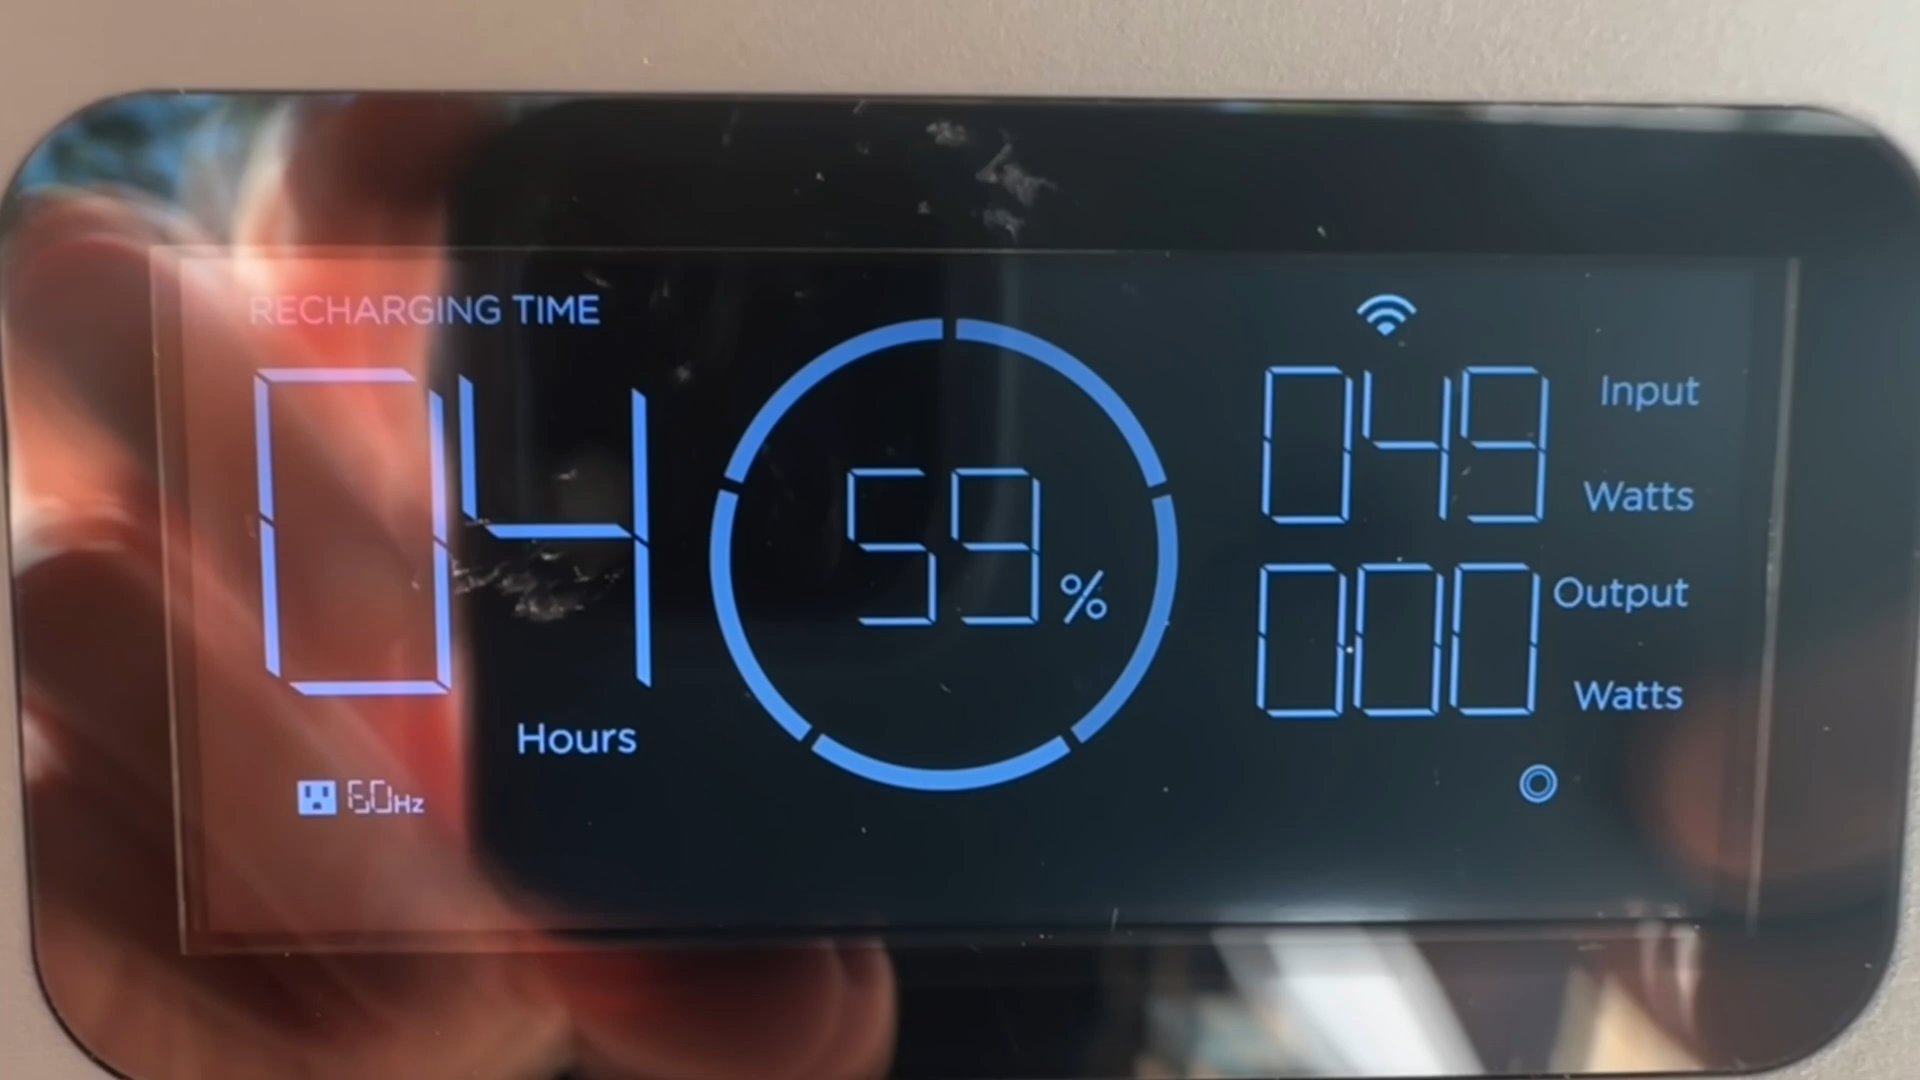 RECHARGING TIME
04
Hours
60Hz
59%
049 Input
Watts
000 Output
Watts